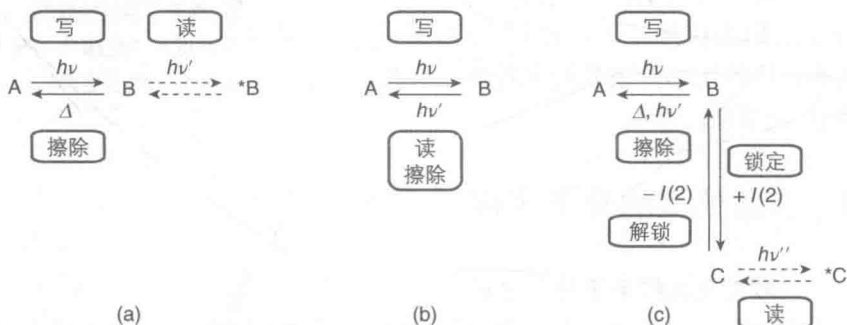 写 读
hν hν′
A B *B
Δ
擦除
(a)
写
hν
A B
hν′
读
擦除
(b)
写
hν
A B
Δ, hν′
擦除 锁定
− I(2) + I(2)
解锁
hν″
C *C
读
(c)